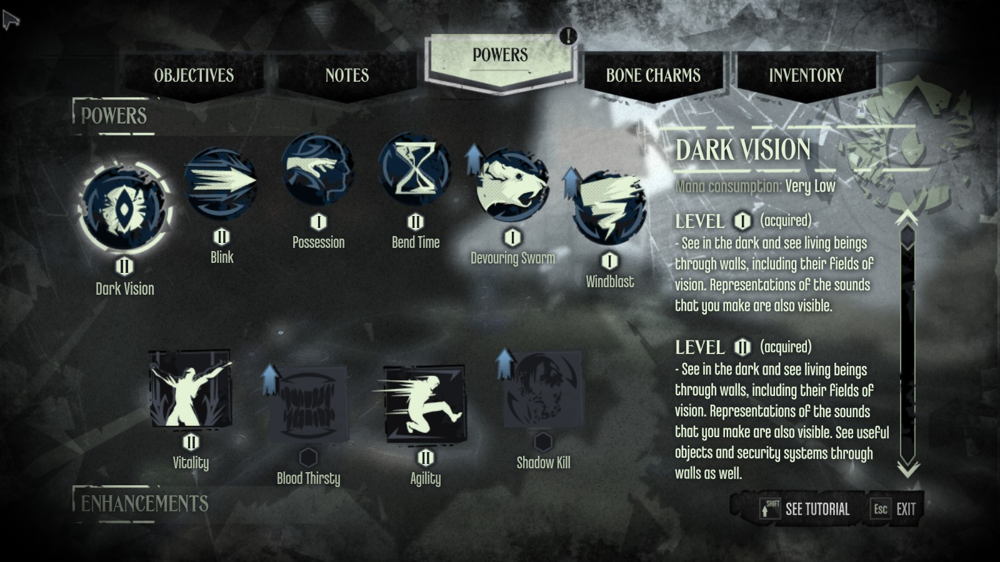 OBJECTIVES
NOTES
POWERS
!
BONE CHARMS
INVENTORY
POWERS
II
Dark Vision
II
Blink
I
Possession
II
Bend Time
I
Devouring Swarm
I
Windblast
II
Vitality
Blood Thirsty
II
Agility
Shadow Kill
ENHANCEMENTS
DARK VISION
Mana consumption: Very Low
LEVEL I (acquired)
- See in the dark and see living beings
through walls, including their fields of
vision. Representations of the sounds
that you make are also visible.
LEVEL II (acquired)
- See in the dark and see living beings
through walls, including their fields of
vision. Representations of the sounds
that you make are also visible. See useful
objects and security systems through
walls as well.
SHIFT SEE TUTORIAL
Esc EXIT